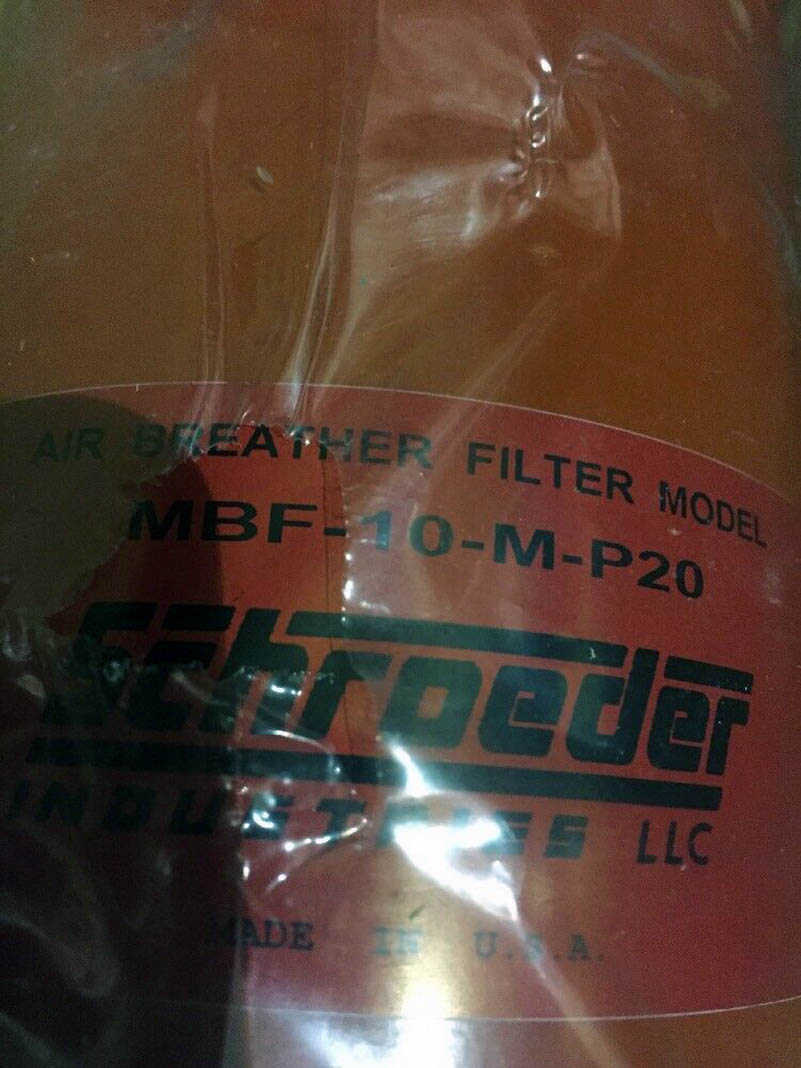 AIR BREATHER FILTER MODEL
MBF-10-M-P20
Schroeder
INDUSTRIES LLC
MADE IN U.S.A.